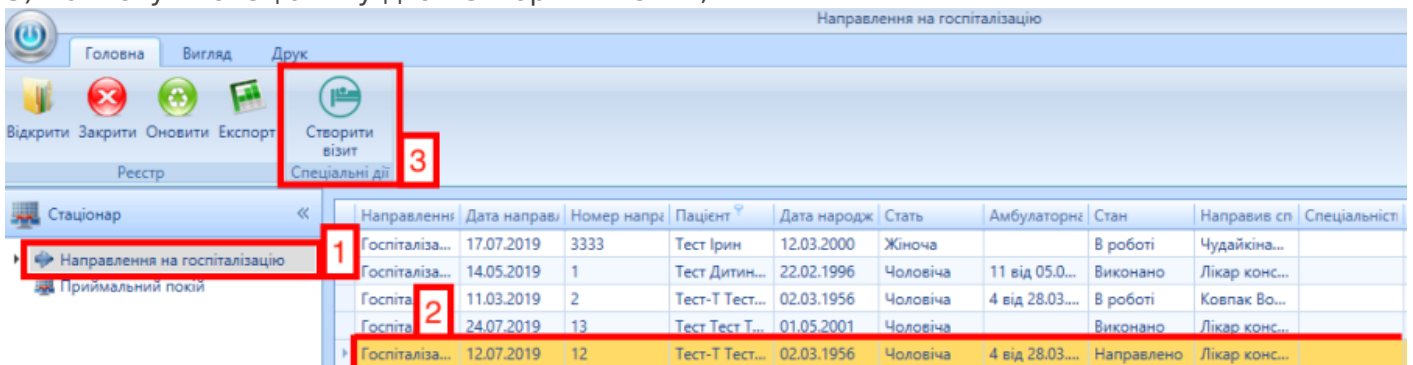 Направлення на госпіталізацію
Головна Вигляд Друк
Відкрити Закрити Оновити Експорт Створити візит
3
Реєстр Спеціальні дії
Стаціонар
Направлення на госпіталізацію
1
Приймальний покій
Направленн Дата направ Номер напра Пацієнт Дата народж Стать Амбулаторна Стан Направив сп Спеціальніст
Госпіталіза... 17.07.2019 3333 Тест Ірин 12.03.2000 Жіноча В роботі Чудайкіна...
Госпіталіза... 14.05.2019 1 Тест Дитин... 22.02.1996 Чоловіча 11 від 05.0... Виконано Лікар конс...
Госпіта 11.03.2019 2 Тест-Т Тест... 02.03.1956 Чоловіча 4 від 28.03.... В роботі Ковпак Во...
2
Госпіта 24.07.2019 13 Тест Тест Т... 01.05.2001 Чоловіча Виконано Лікар конс...
Госпіталіза... 12.07.2019 12 Тест-Т Тест... 02.03.1956 Чоловіча 4 від 28.03.... Направлено Лікар конс...